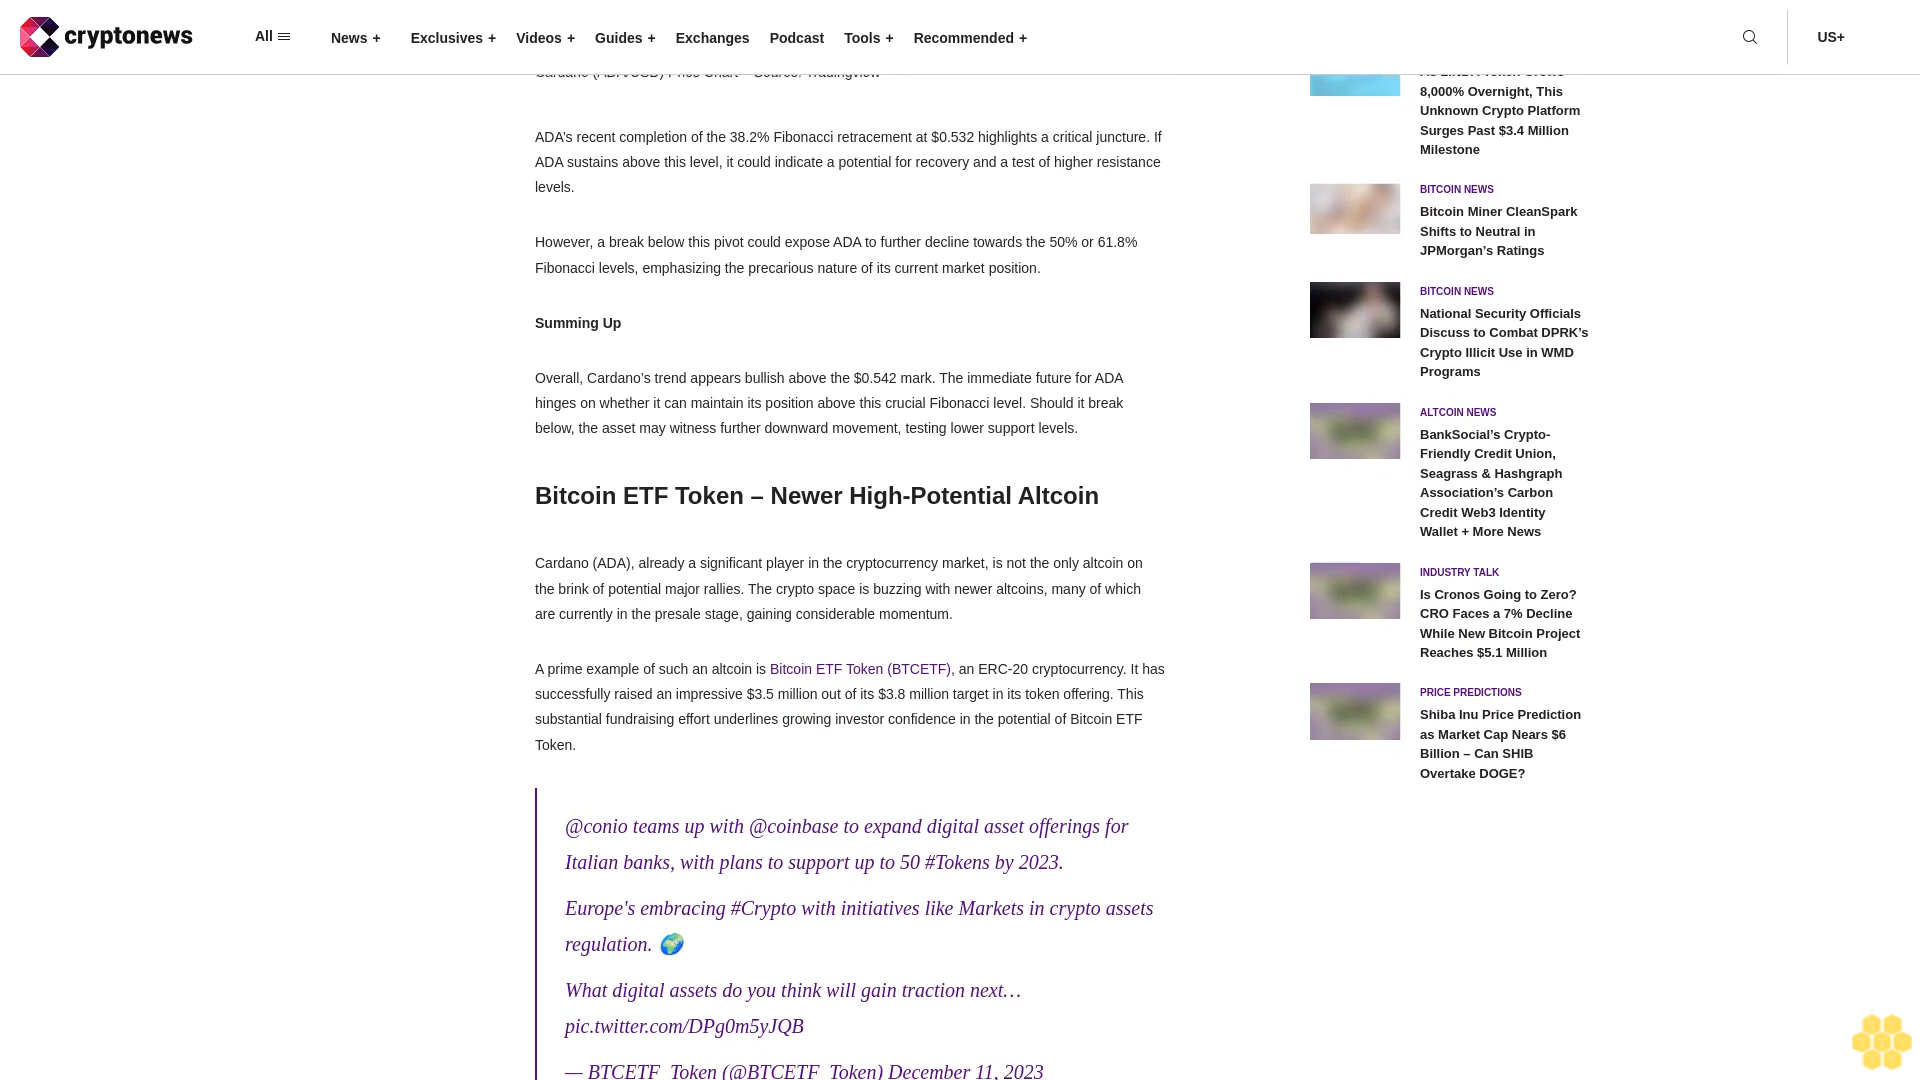 cryptonews
All
News +
Exclusives +
Videos +
Guides +
Exchanges
Podcast
Tools +
Recommended +
US+
ADA’s recent completion of the 38.2% Fibonacci retracement at $0.532 highlights a critical juncture. If
ADA sustains above this level, it could indicate a potential for recovery and a test of higher resistance
levels.
However, a break below this pivot could expose ADA to further decline towards the 50% or 61.8%
Fibonacci levels, emphasizing the precarious nature of its current market position.
Summing Up
Overall, Cardano’s trend appears bullish above the $0.542 mark. The immediate future for ADA
hinges on whether it can maintain its position above this crucial Fibonacci level. Should it break
below, the asset may witness further downward movement, testing lower support levels.
Bitcoin ETF Token – Newer High-Potential Altcoin
Cardano (ADA), already a significant player in the cryptocurrency market, is not the only altcoin on
the brink of potential major rallies. The crypto space is buzzing with newer altcoins, many of which
are currently in the presale stage, gaining considerable momentum.
A prime example of such an altcoin is Bitcoin ETF Token (BTCETF), an ERC-20 cryptocurrency. It has
successfully raised an impressive $3.5 million out of its $3.8 million target in its token offering. This
substantial fundraising effort underlines growing investor confidence in the potential of Bitcoin ETF
Token.
@conio teams up with @coinbase to expand digital asset offerings for
Italian banks, with plans to support up to 50 #Tokens by 2023.
Europe's embracing #Crypto with initiatives like Markets in crypto assets
regulation. 🌍
What digital assets do you think will gain traction next…
pic.twitter.com/DPg0m5yJQB
— BTCETF_Token (@BTCETF_Token) December 11, 2023
8,000% Overnight, This
Unknown Crypto Platform
Surges Past $3.4 Million
Milestone
BITCOIN NEWS
Bitcoin Miner CleanSpark
Shifts to Neutral in
JPMorgan’s Ratings
BITCOIN NEWS
National Security Officials
Discuss to Combat DPRK’s
Crypto Illicit Use in WMD
Programs
ALTCOIN NEWS
BankSocial’s Crypto-
Friendly Credit Union,
Seagrass & Hashgraph
Association’s Carbon
Credit Web3 Identity
Wallet + More News
INDUSTRY TALK
Is Cronos Going to Zero?
CRO Faces a 7% Decline
While New Bitcoin Project
Reaches $5.1 Million
PRICE PREDICTIONS
Shiba Inu Price Prediction
as Market Cap Nears $6
Billion – Can SHIB
Overtake DOGE?